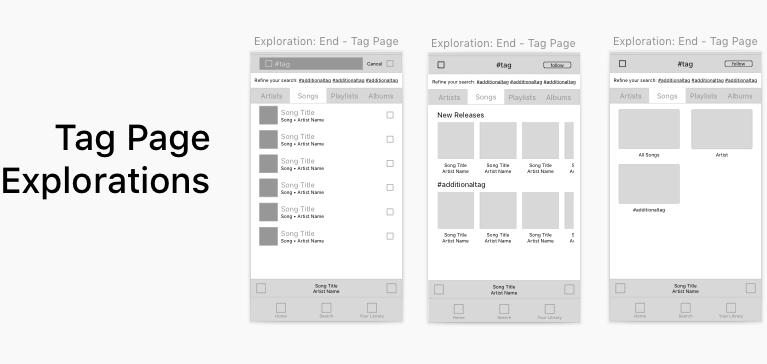 Tag Page
Explorations
Exploration: End - Tag Page
#tag
Cancel
Refine your search: #additionaltag #additionaltag #additionaltag
Artists Songs Playlists Albums
Song Title
Song • Artist Name
Song Title
Song • Artist Name
Song Title
Song • Artist Name
Song Title
Song • Artist Name
Song Title
Song • Artist Name
Song Title
Song • Artist Name
Song Title
Artist Name
Home Search Your Library
Exploration: End - Tag Page
#tag
follow
Refine your search: #additionaltag #additionaltag #additionaltag
Artists Songs Playlists Albums
New Releases
Song Title Song Title Song Title S
Artist Name Artist Name Artist Name A
#additionaltag
Song Title Song Title Song Title S
Artist Name Artist Name Artist Name A
Song Title
Artist Name
Home Search Your Library
Exploration: End - Tag Page
#tag
follow
Refine your search: #additionaltag #additionaltag #additionaltag
Artists Songs Playlists Albums
All Songs Artist
#additionaltag
Song Title
Artist Name
Home Search Your Library